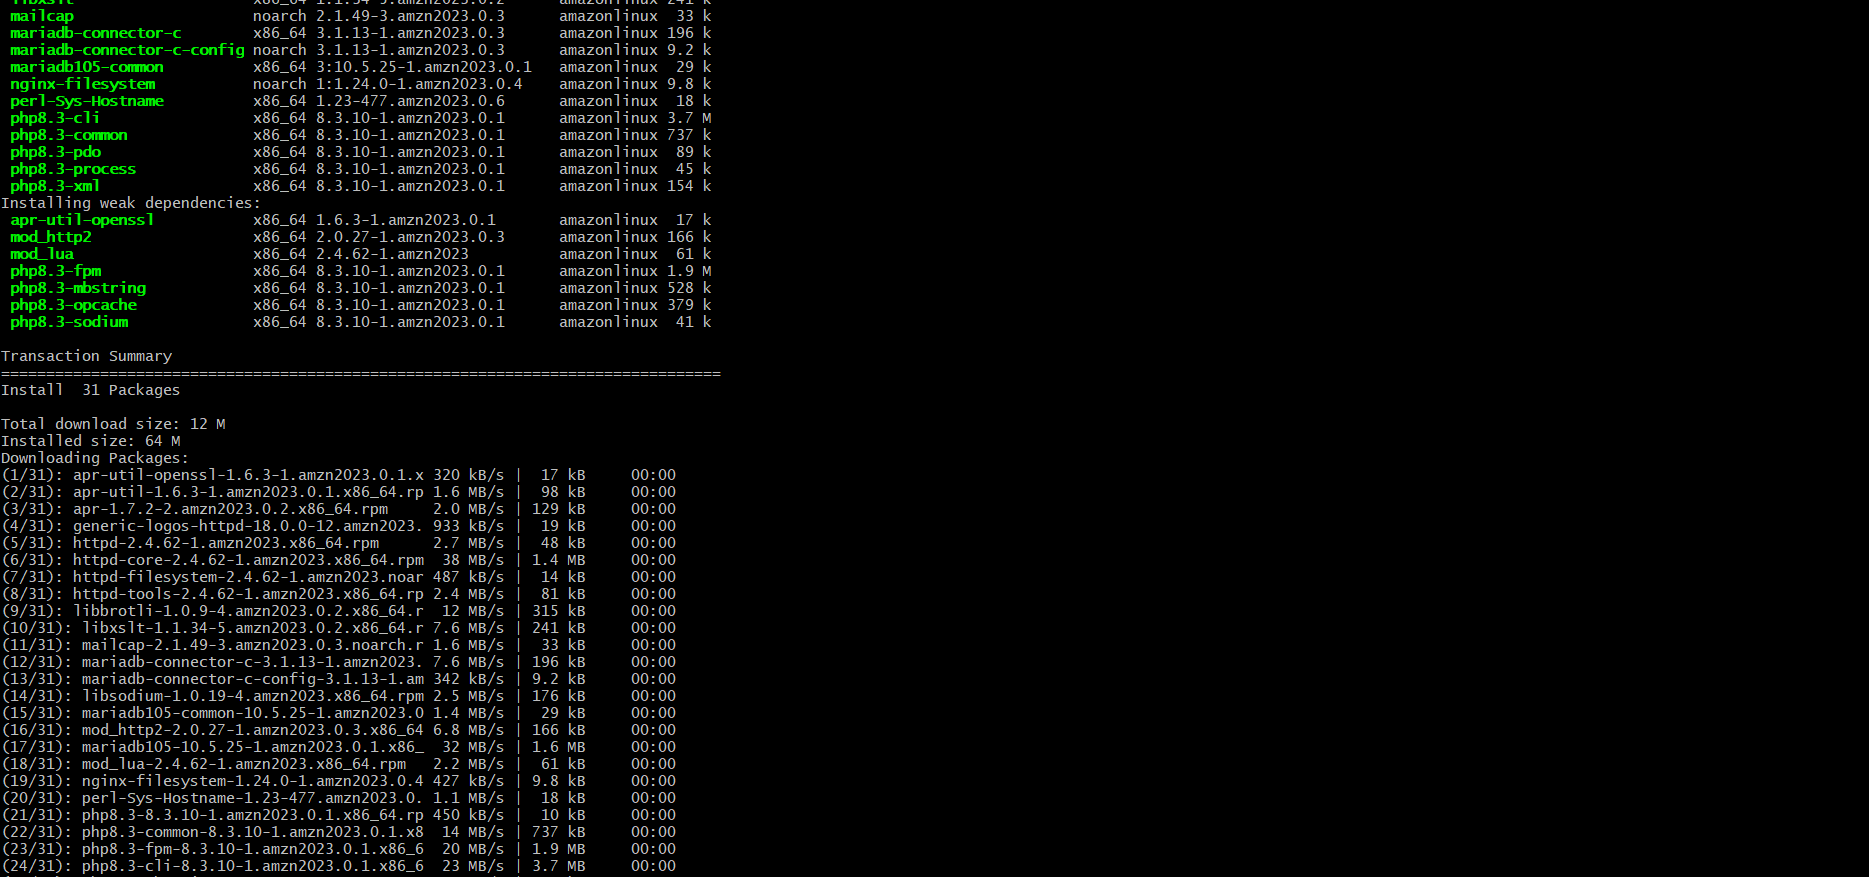 libxslt x86_64 1.1.34-5.amzn2023.0.2 amazonlinux 241 k
mailcap noarch 2.1.49-3.amzn2023.0.3 amazonlinux 33 k
mariadb-connector-c x86_64 3.1.13-1.amzn2023.0.3 amazonlinux 196 k
mariadb-connector-c-config noarch 3.1.13-1.amzn2023.0.3 amazonlinux 9.2 k
mariadb105-common x86_64 3:10.5.25-1.amzn2023.0.1 amazonlinux 29 k
nginx-filesystem noarch 1:1.24.0-1.amzn2023.0.4 amazonlinux 9.8 k
perl-Sys-Hostname x86_64 1.23-477.amzn2023.0.6 amazonlinux 18 k
php8.3-cli x86_64 8.3.10-1.amzn2023.0.1 amazonlinux 3.7 M
php8.3-common x86_64 8.3.10-1.amzn2023.0.1 amazonlinux 737 k
php8.3-pdo x86_64 8.3.10-1.amzn2023.0.1 amazonlinux 89 k
php8.3-process x86_64 8.3.10-1.amzn2023.0.1 amazonlinux 45 k
php8.3-xml x86_64 8.3.10-1.amzn2023.0.1 amazonlinux 154 k
Installing weak dependencies:
apr-util-openssl x86_64 1.6.3-1.amzn2023.0.1 amazonlinux 17 k
mod_http2 x86_64 2.0.27-1.amzn2023.0.3 amazonlinux 166 k
mod_lua x86_64 2.4.62-1.amzn2023 amazonlinux 61 k
php8.3-fpm x86_64 8.3.10-1.amzn2023.0.1 amazonlinux 1.9 M
php8.3-mbstring x86_64 8.3.10-1.amzn2023.0.1 amazonlinux 528 k
php8.3-opcache x86_64 8.3.10-1.amzn2023.0.1 amazonlinux 379 k
php8.3-sodium x86_64 8.3.10-1.amzn2023.0.1 amazonlinux 41 k
Transaction Summary
================================================================================
Install 31 Packages
Total download size: 12 M
Installed size: 64 M
Downloading Packages:
(1/31): apr-util-openssl-1.6.3-1.amzn2023.0.1.x 320 kB/s | 17 kB 00:00
(2/31): apr-util-1.6.3-1.amzn2023.0.1.x86_64.rp 1.6 MB/s | 98 kB 00:00
(3/31): apr-1.7.2-2.amzn2023.0.2.x86_64.rpm 2.0 MB/s | 129 kB 00:00
(4/31): generic-logos-httpd-18.0.0-12.amzn2023. 933 kB/s | 19 kB 00:00
(5/31): httpd-2.4.62-1.amzn2023.x86_64.rpm 2.7 MB/s | 48 kB 00:00
(6/31): httpd-core-2.4.62-1.amzn2023.x86_64.rpm 38 MB/s | 1.4 MB 00:00
(7/31): httpd-filesystem-2.4.62-1.amzn2023.noar 487 kB/s | 14 kB 00:00
(8/31): httpd-tools-2.4.62-1.amzn2023.x86_64.rp 2.4 MB/s | 81 kB 00:00
(9/31): libbrotli-1.0.9-4.amzn2023.0.2.x86_64.r 12 MB/s | 315 kB 00:00
(10/31): libxslt-1.1.34-5.amzn2023.0.2.x86_64.r 7.6 MB/s | 241 kB 00:00
(11/31): mailcap-2.1.49-3.amzn2023.0.3.noarch.r 1.6 MB/s | 33 kB 00:00
(12/31): mariadb-connector-c-3.1.13-1.amzn2023. 7.6 MB/s | 196 kB 00:00
(13/31): mariadb-connector-c-config-3.1.13-1.am 342 kB/s | 9.2 kB 00:00
(14/31): libsodium-1.0.19-4.amzn2023.x86_64.rpm 2.5 MB/s | 176 kB 00:00
(15/31): mariadb105-common-10.5.25-1.amzn2023.0 1.4 MB/s | 29 kB 00:00
(16/31): mod_http2-2.0.27-1.amzn2023.0.3.x86_64 6.8 MB/s | 166 kB 00:00
(17/31): mariadb105-10.5.25-1.amzn2023.0.1.x86_ 32 MB/s | 1.6 MB 00:00
(18/31): mod_lua-2.4.62-1.amzn2023.x86_64.rpm 2.2 MB/s | 61 kB 00:00
(19/31): nginx-filesystem-1.24.0-1.amzn2023.0.4 427 kB/s | 9.8 kB 00:00
(20/31): perl-Sys-Hostname-1.23-477.amzn2023.0. 1.1 MB/s | 18 kB 00:00
(21/31): php8.3-8.3.10-1.amzn2023.0.1.x86_64.rp 450 kB/s | 10 kB 00:00
(22/31): php8.3-common-8.3.10-1.amzn2023.0.1.x8 14 MB/s | 737 kB 00:00
(23/31): php8.3-fpm-8.3.10-1.amzn2023.0.1.x86_6 20 MB/s | 1.9 MB 00:00
(24/31): php8.3-cli-8.3.10-1.amzn2023.0.1.x86_6 23 MB/s | 3.7 MB 00:00